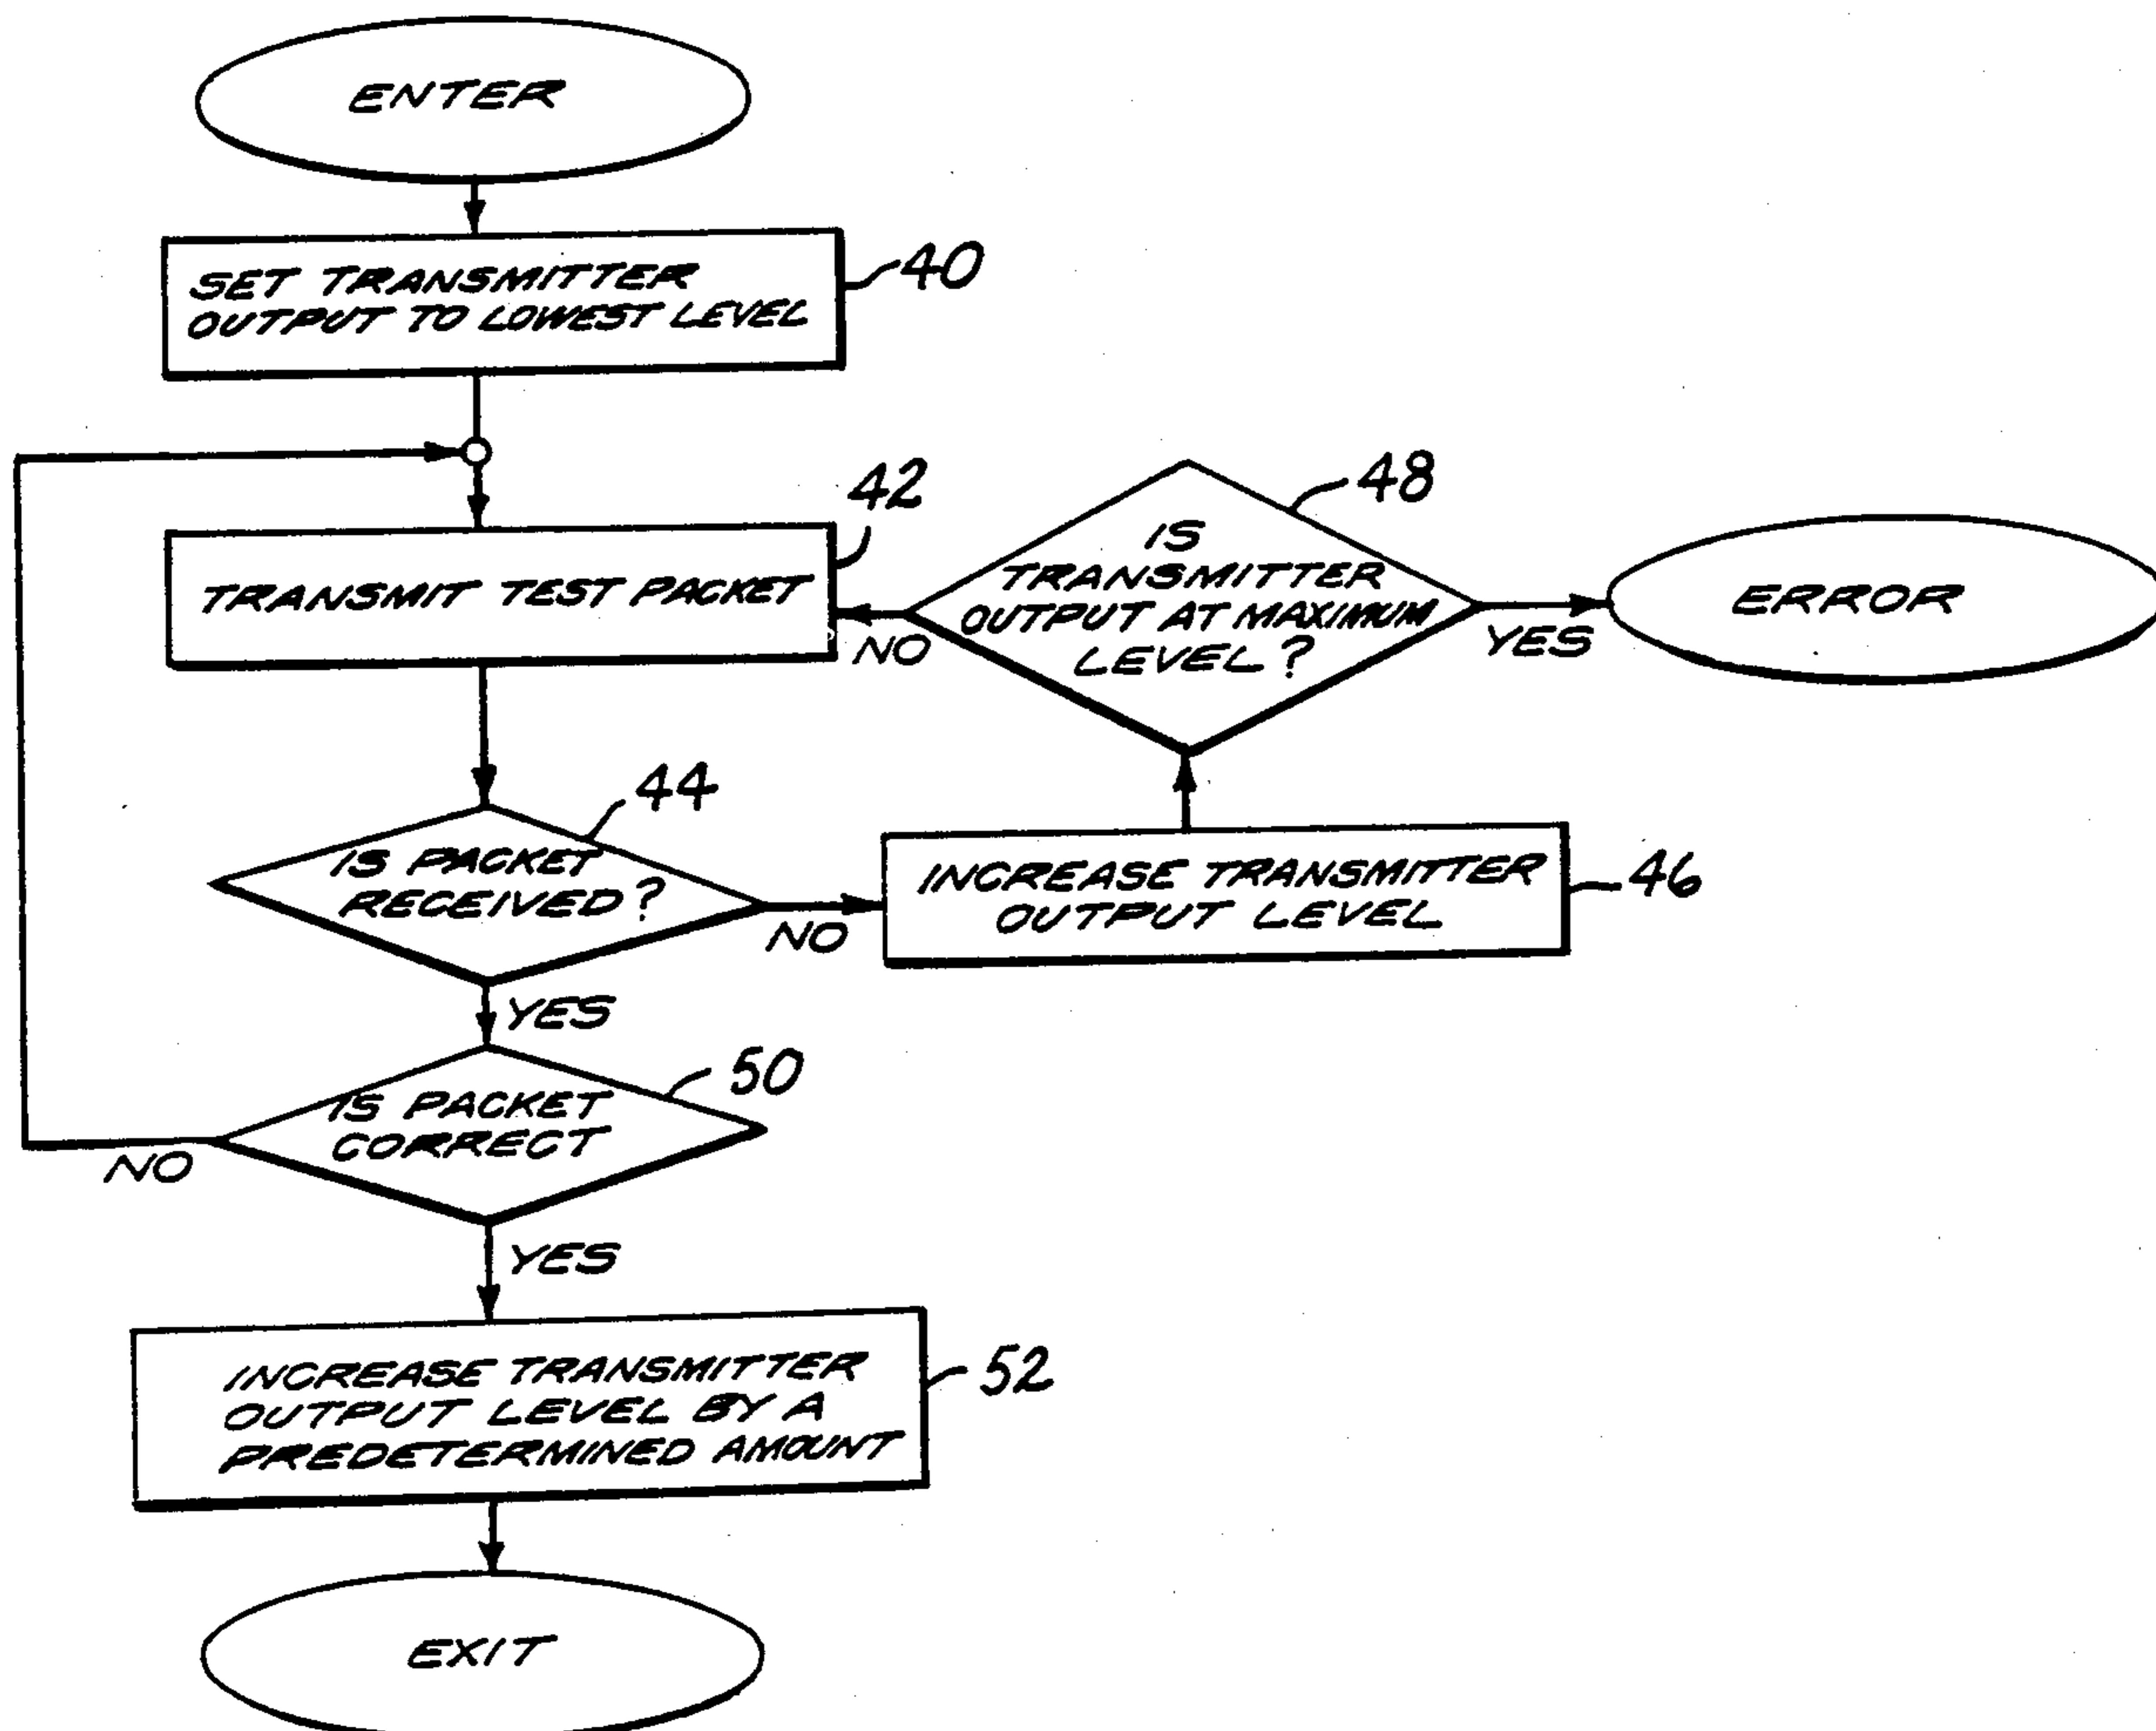 ENTER
SET TRANSMITTER
OUTPUT TO LOWEST LEVEL
40
TRANSMIT TEST PACKET
42
IS
TRANSMITTER
OUTPUT AT MAXIMUM
LEVEL?
48
NO
YES
ERROR
IS PACKET
RECEIVED?
44
NO
INCREASE TRANSMITTER
OUTPUT LEVEL
46
YES
IS PACKET
CORRECT
50
NO
YES
INCREASE TRANSMITTER
OUTPUT LEVEL BY A
PREDETERMINED AMOUNT
52
EXIT